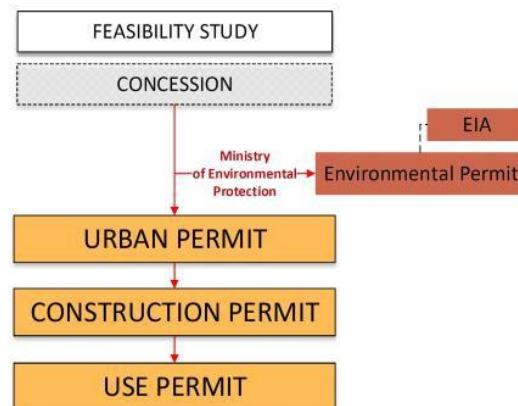 FEASIBILITY STUDY
CONCESSION
EIA
Ministry
of Environmental
Protection
Environmental Permit
URBAN PERMIT
CONSTRUCTION PERMIT
USE PERMIT